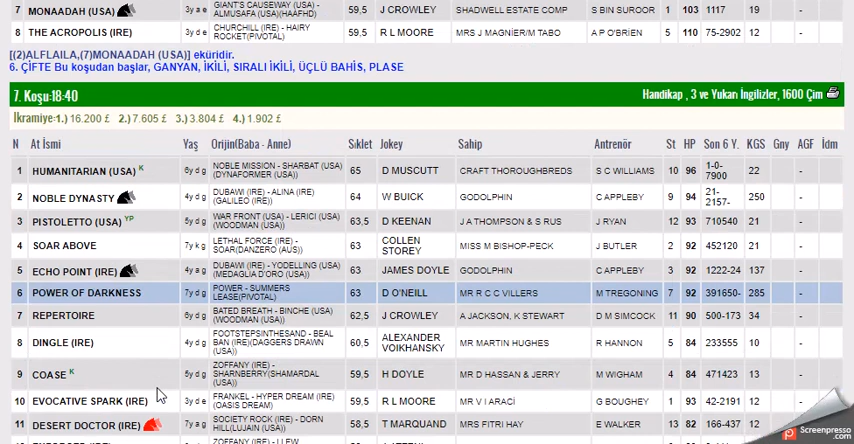 7 MONAADAH (USA) 3y a e GIANT'S CAUSEWAY (USA) - ALMUSAFA (USA)(HAAFHD) 59,5 J CROWLEY SHADWELL ESTATE COMP S BIN SUROOR 1 103 1117 19
8 THE ACROPOLIS (IRE) 3y d e CHURCHILL (IRE) - HAIRY ROCKET(PIVOTAL) 59,5 R L MOORE MRS J MAGNIER/M TABO A P O'BRIEN 5 110 75-2902 12
[(2)ALFLAILA,(7)MONAADAH (USA)] eküridir.
6. ÇİFTE Bu koşudan başlar, GANYAN, İKİLİ, SIRALI İKİLİ, ÜÇLÜ BAHİS, PLASE
7. Koşu:18:40 Handikap , 3 ve Yukarı İngilizler, 1600 Çim
İkramiye:1.) 16.200 £ 2.) 7.605 £ 3.) 3.804 £ 4.) 1.902 £
N At İsmi Yaş Orijin(Baba - Anne) Sıklet Jokey Sahip Antrenör St HP Son 6 Y. KGS Gny AGF İdm
1 HUMANITARIAN (USA) K 6y d g NOBLE MISSION - SHARBAT (USA) (DYNAFORMER (USA)) 65 D MUSCUTT CRAFT THOROUGHBREDS S C WILLIAMS 10 96 1-0-7900 22 -
2 NOBLE DYNASTY 4y d g DUBAWI (IRE) - ALINA (IRE) (GALILEO (IRE)) 64 W BUICK GODOLPHIN C APPLEBY 9 94 21-2157- 250 -
3 PISTOLETTO (USA) YP 5y d g WAR FRONT (USA) - LERICI (USA) (WOODMAN (USA)) 63,5 D KEENAN J A THOMPSON & S RUS J RYAN 12 93 710540 21 -
4 SOAR ABOVE 7y k g LETHAL FORCE (IRE) - SOAR(DANZERO (AUS)) 63 COLLEN STOREY MISS M BISHOP-PECK J BUTLER 2 92 452120 21 -
5 ECHO POINT (IRE) 4y a g DUBAWI (IRE) - YODELLING (USA) (MEDAGLIA D'ORO (USA)) 63 JAMES DOYLE GODOLPHIN C APPLEBY 3 92 1222-24 137 -
6 POWER OF DARKNESS 7y d g POWER - SUMMERS LEASE(PIVOTAL) 63 D O'NEILL MR R C C VILLERS M TREGONING 7 92 391650- 285 -
7 REPERTOIRE 6y d g BATED BREATH - BINCHE (USA) (WOODMAN (USA)) 62,5 J CROWLEY A JACKSON, K STEWART D M SIMCOCK 11 90 500-173 34 -
8 DINGLE (IRE) 4y d g FOOTSTEPSINTHESAND - BEAL BAN (IRE)(DAGGERS DRAWN (USA)) 60,5 ALEXANDER VOIKHANSKY MR MARTIN HUGHES R HANNON 5 84 233555 10 -
9 COASE K 5y d g ZOFFANY (IRE) - SHARNBERRY(SHAMARDAL (USA)) 59,5 H DOYLE MR D HASSAN & JERRY M WIGHAM 4 84 471423 13 -
10 EVOCATIVE SPARK (IRE) 3y d e FRANKEL - HYPER DREAM (IRE) (OASIS DREAM) 59,5 R L MOORE MR V I ARACİ G BOUGHEY 1 93 42-2191 12 -
11 DESERT DOCTOR (IRE) 7y a g SOCIETY ROCK (IRE) - DORN HILL(LUJAIN (USA)) 58,5 T MARQUAND MRS FITRI HAY E WALKER 13 82 166-437 12 -
Screenpresso
.com